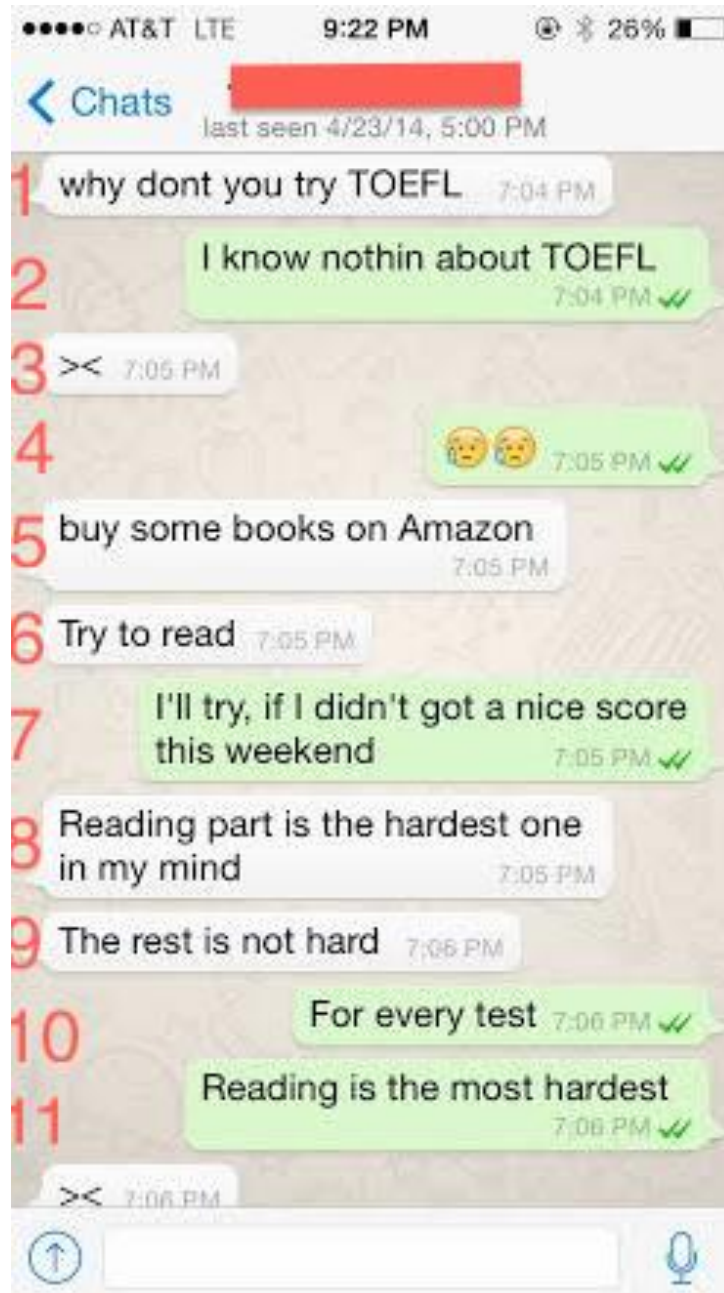 AT&T LTE 9:22 PM 26%
Chats
last seen 4/23/14, 5:00 PM
1 why dont you try TOEFL 7:04 PM
2 I know nothin about TOEFL
7:04 PM
3 >< 7:05 PM
4 😥😥 7:05 PM
5 buy some books on Amazon
7:05 PM
6 Try to read 7:05 PM
7 I'll try, if I didn't got a nice score
this weekend 7:05 PM
8 Reading part is the hardest one
in my mind 7:05 PM
9 The rest is not hard 7:06 PM
10 For every test 7:06 PM
11 Reading is the most hardest
7:06 PM
>< 7:06 PM